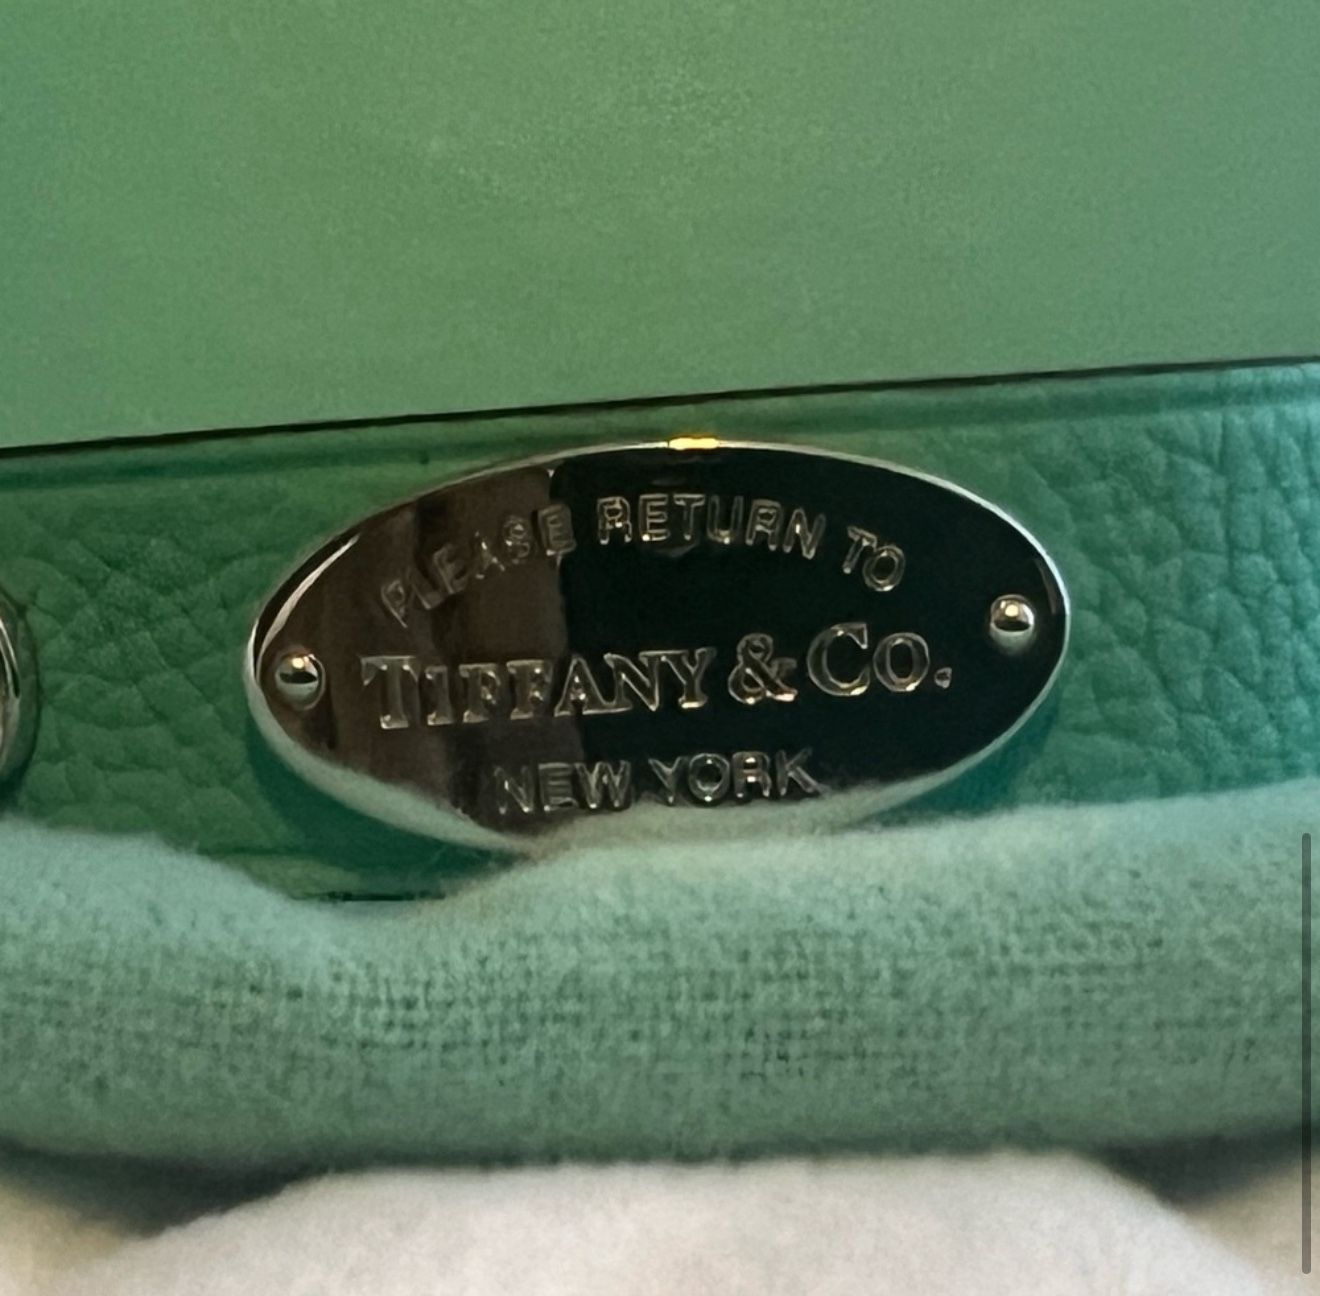 PLEASE RETURN TO
TIFFANY & CO.
NEW YORK